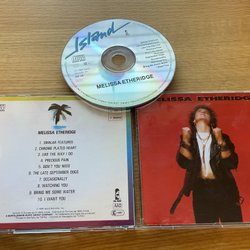 Island
MELISSA ETHERIDGE
MELISSA ETHERIDGE
MELISSA ETHERIDGE
1. SIMILAR FEATURES
2. CHROME PLATED HEART
3. LIKE THE WAY I DO
4. PRECIOUS PAIN
5. DON'T YOU NEED
6. THE LATE SEPTEMBER DOGS
7. OCCASIONALLY
8. WATCHING YOU
9. BRING ME SOME WATER
10. I WANT YOU
AAD